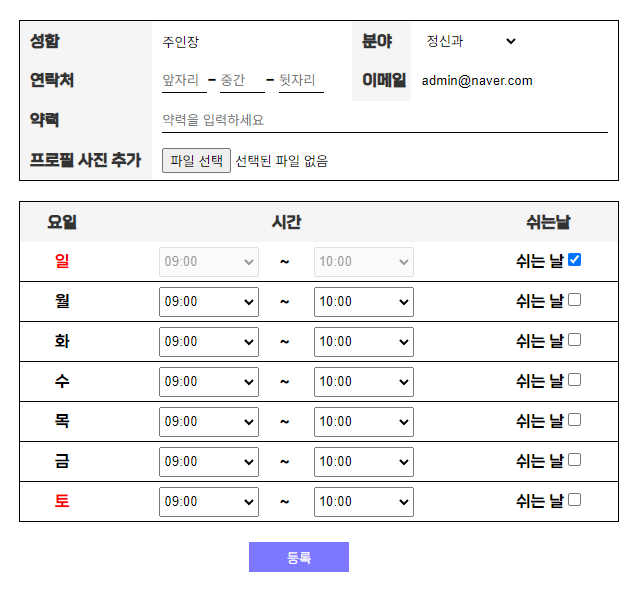 성함 주인장 분야 정신과
연락처 앞자리 - 중간 - 뒷자리 이메일 admin@naver.com
약력 약력을 입력하세요
프로필 사진 추가 파일 선택 선택된 파일 없음
요일 시간 쉬는날
일 09:00 ~ 10:00 쉬는 날
월 09:00 ~ 10:00 쉬는 날
화 09:00 ~ 10:00 쉬는 날
수 09:00 ~ 10:00 쉬는 날
목 09:00 ~ 10:00 쉬는 날
금 09:00 ~ 10:00 쉬는 날
토 09:00 ~ 10:00 쉬는 날
등록